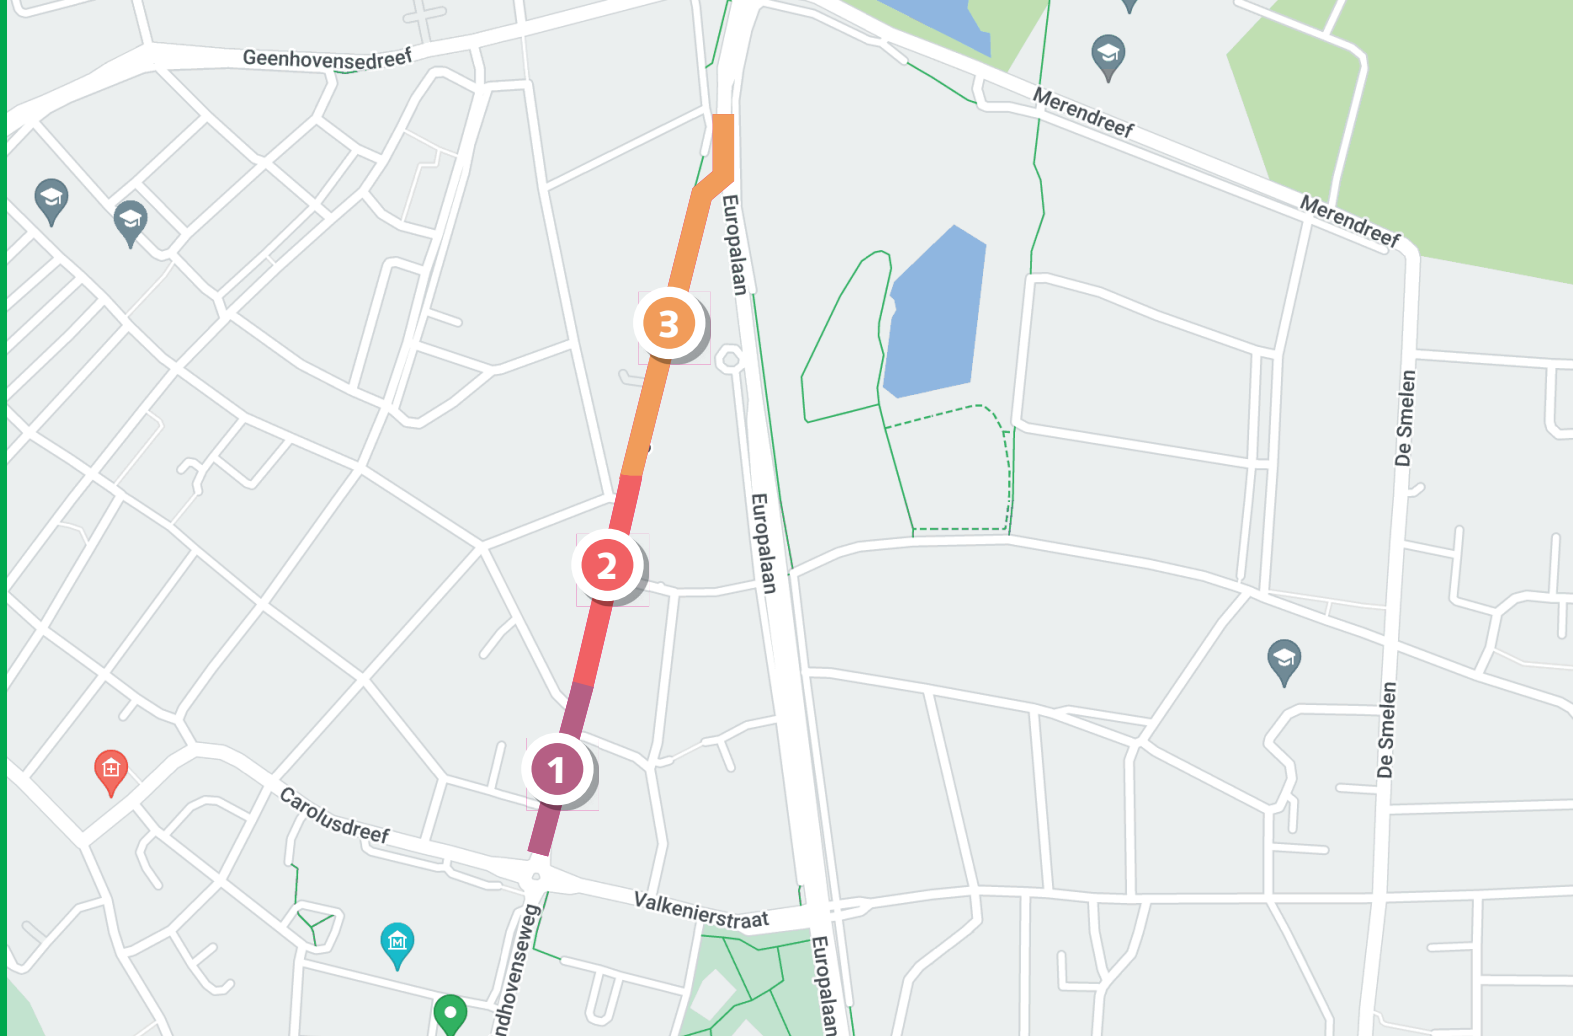 Geenhovensedreef
Merendreef
Merendreef
Europalaan
3
De Smelen
Europalaan
2
De Smelen
1
Carolusdreef
Valkenierstraat
ndhovenseweg
Europalaan
M